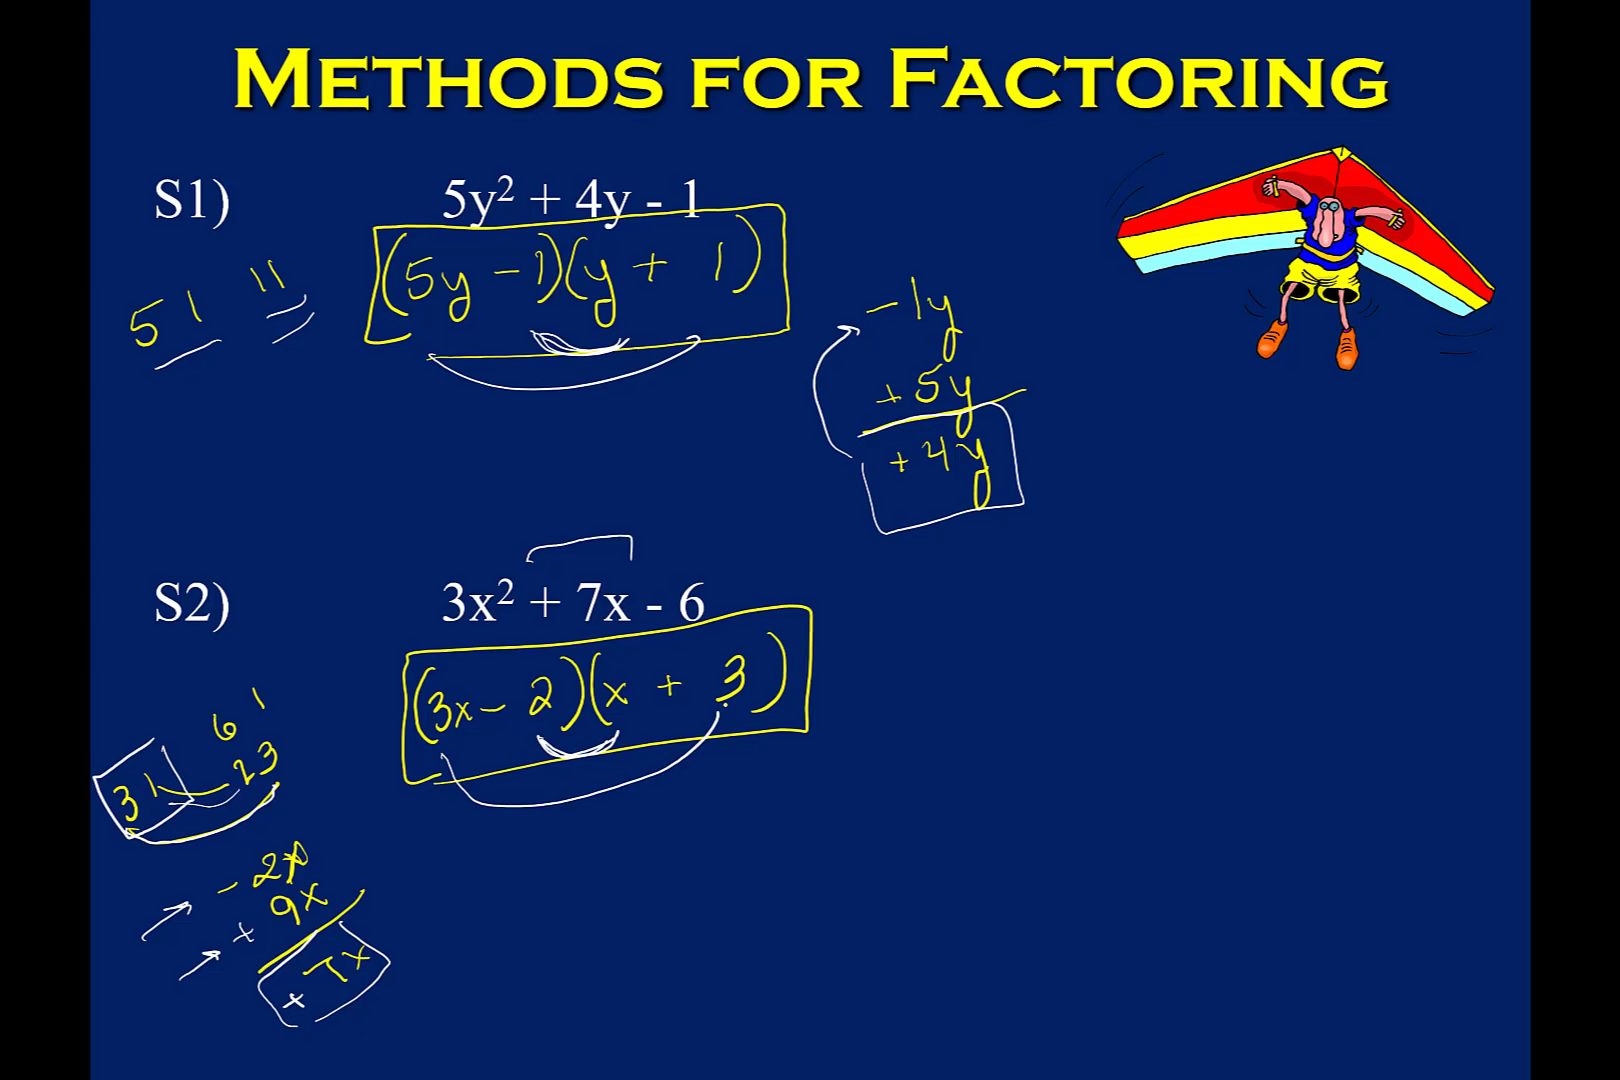 METHODS FOR FACTORING
S1) 5y² + 4y - 1
(5y - 1)(y + 1)
5 1 1 1
- 1y
+ 5y
+ 4y
S2) 3x² + 7x - 6
(3x - 2)(x + 3)
6 1
3 1 2 3
- 2x
+ 9x
+ 7x